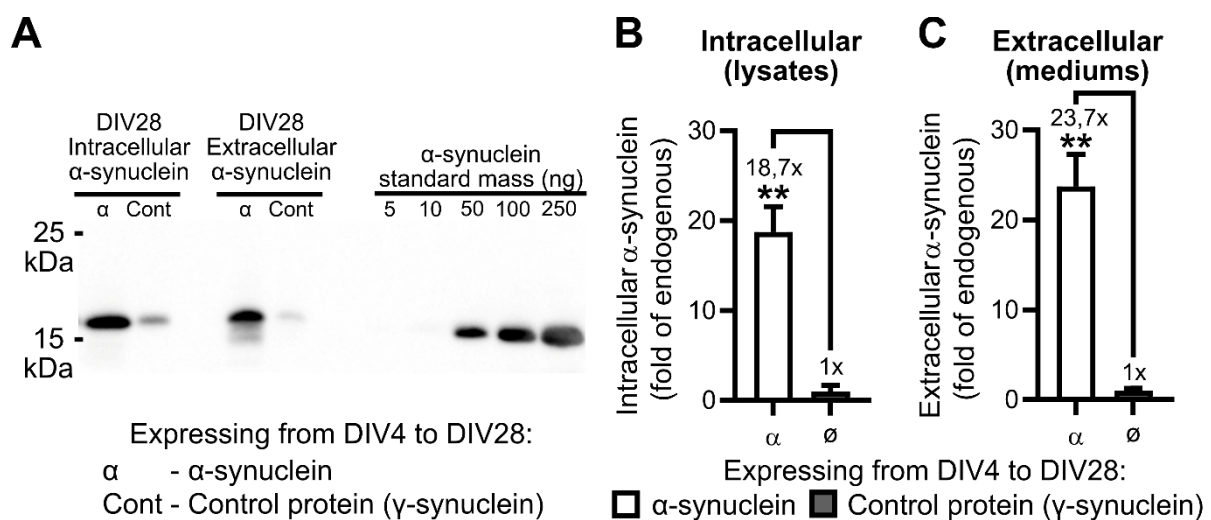 A
DIV28
Intracellular
α-synuclein
α Cont
DIV28
Extracellular
α-synuclein
α Cont
α-synuclein
standard mass (ng)
5 10 50 100 250
25
kDa
15
kDa
Expressing from DIV4 to DIV28:
α - α-synuclein
Cont - Control protein (γ-synuclein)
B
Intracellular
(lysates)
Intracellular α-synuclein
(fold of endogenous)
30
20
10
0
18,7x
**
1x
α ø
C
Extracellular
(mediums)
Extracellular α-synuclein
(fold of endogenous)
30
20
10
0
23,7x
**
1x
α ø
Expressing from DIV4 to DIV28:
α-synuclein Control protein (γ-synuclein)